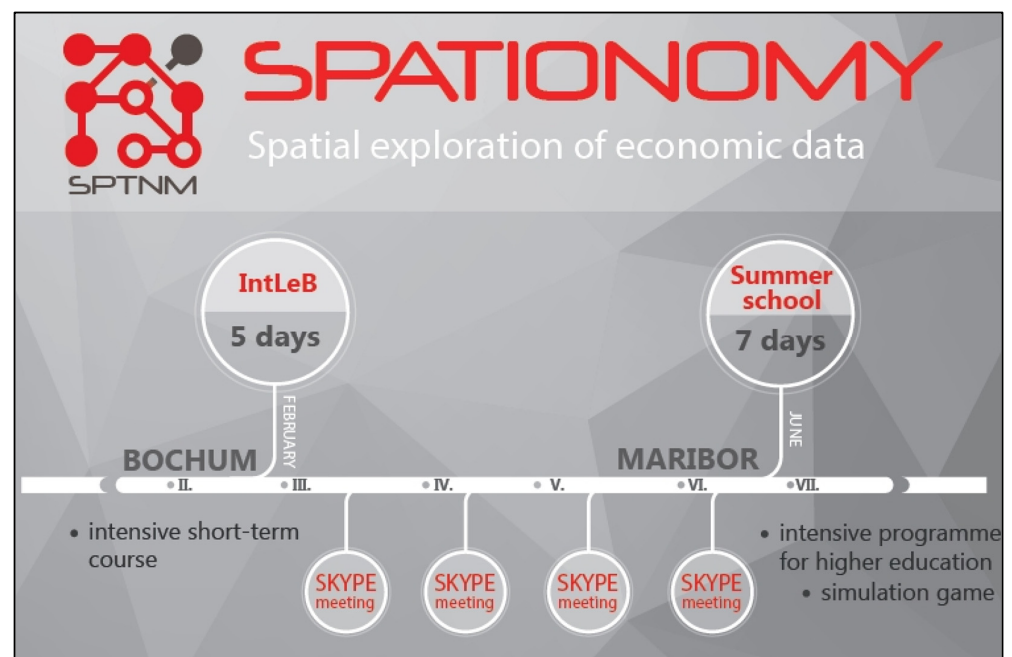 SPATIONOMY
Spatial exploration of economic data
SPTNM
IntLeB
5 days
Summer
school
7 days
FEBRUARY
JUNE
BOCHUM
MARIBOR
II.
III.
IV.
V.
VI.
VII.
• intensive short-term
course
SKYPE
meeting
SKYPE
meeting
SKYPE
meeting
SKYPE
meeting
• intensive programme
for higher education
• simulation game